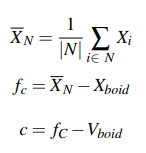 X̅_N = 1/|N| ∑_{i∈ N} X_i
f_c = X̅_N − X_boid
c = f_C − V_boid